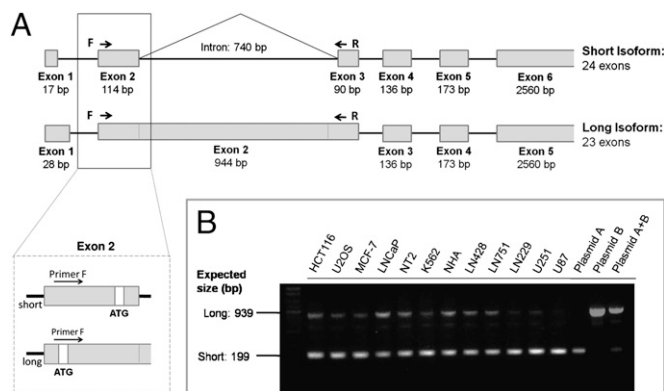 A
F
Intron: 740 bp
R
Short Isoform:
24 exons
Exon 1
17 bp
Exon 2
114 bp
Exon 3
90 bp
Exon 4
136 bp
Exon 5
173 bp
Exon 6
2560 bp
F
R
Long Isoform:
23 exons
Exon 1
28 bp
Exon 2
944 bp
Exon 3
136 bp
Exon 4
173 bp
Exon 5
2560 bp
Exon 2
Primer F
short
ATG
Primer F
long
ATG
B
Expected
size (bp)
HCT116
U2OS
MCF-7
LNCaP
NT2
K562
NHA
LN428
LN751
LN229
U251
U87
Plasmid A
Plasmid B
Plasmid A+B
Long: 939
Short: 199